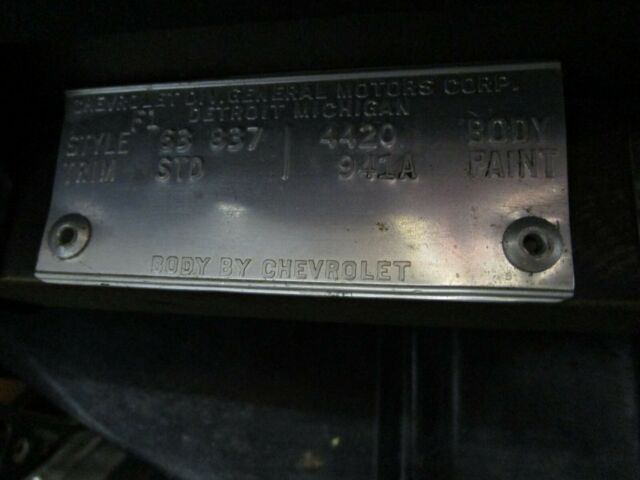 CHEVROLET DIV. GENERAL MOTORS CORP.
F1 DETROIT MICHIGAN
STYLE 63 837 4420 BODY
TRIM STD 941A PAINT
BODY BY CHEVROLET